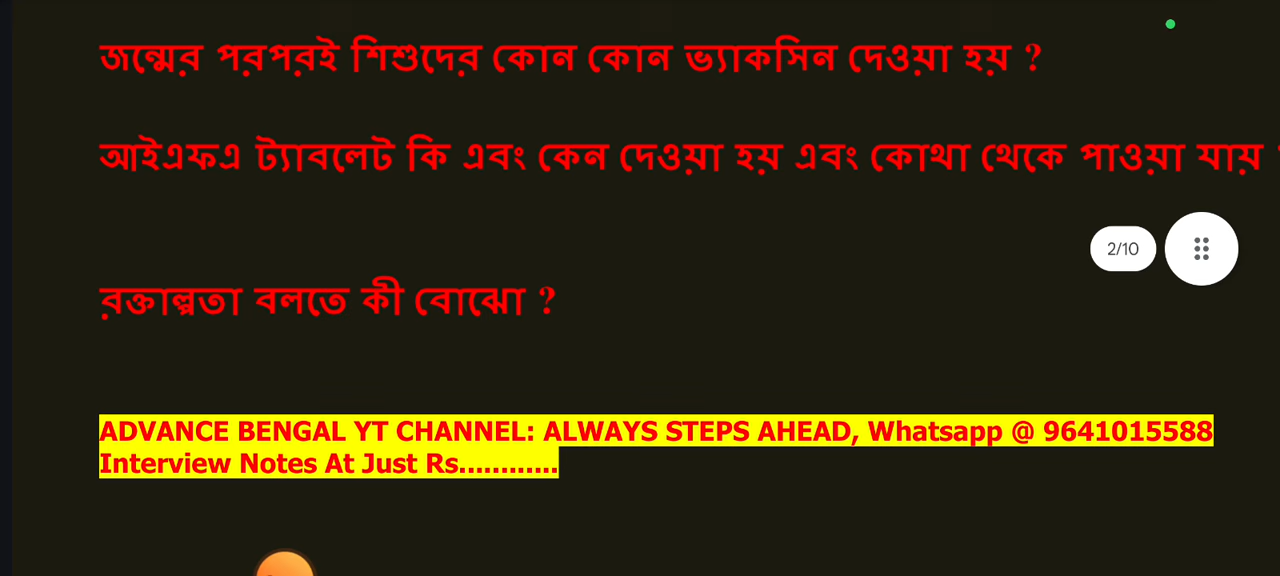 জন্মের পরপরই শিশুদের কোন কোন ভ্যাকসিন দেওয়া হয় ?
আইএফএ ট্যাবলেট কি এবং কেন দেওয়া হয় এবং কোথা থেকে পাওয়া যায়
2/10
রক্তাল্পতা বলতে কী বোঝো ?
ADVANCE BENGAL YT CHANNEL: ALWAYS STEPS AHEAD, Whatsapp @ 9641015588
Interview Notes At Just Rs............